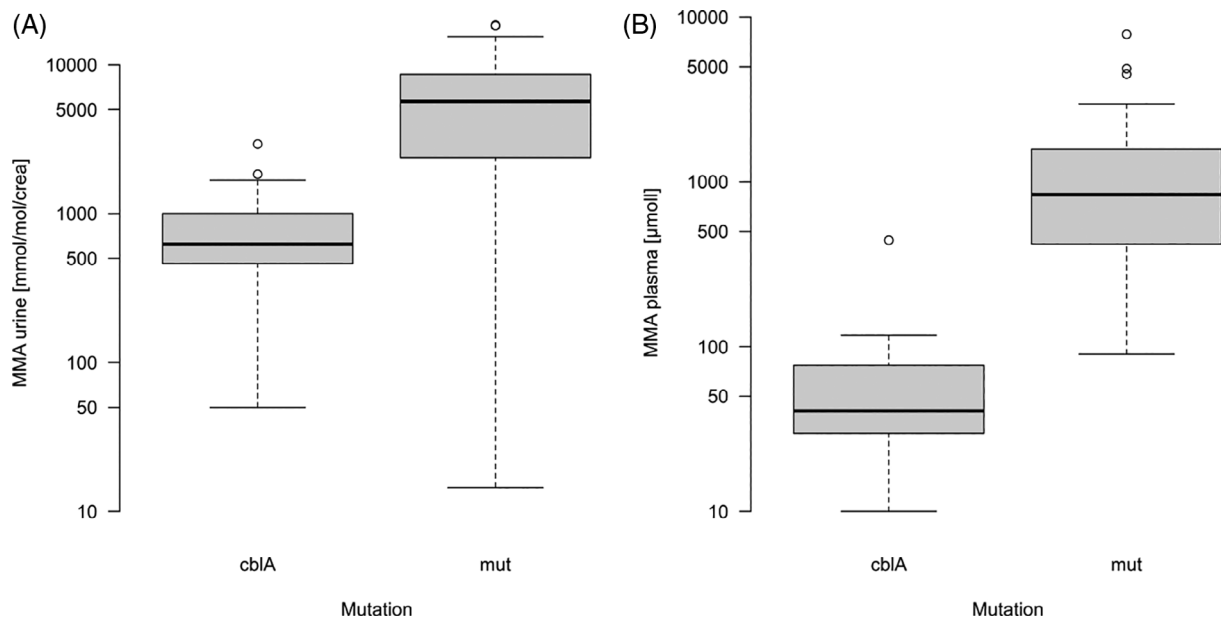 (A)
MMA urine [mmol/mol/crea]
10000
5000
1000
500
100
50
10
cblA mut
Mutation
(B)
MMA plasma [µmoll]
10000
5000
1000
500
100
50
10
cblA mut
Mutation